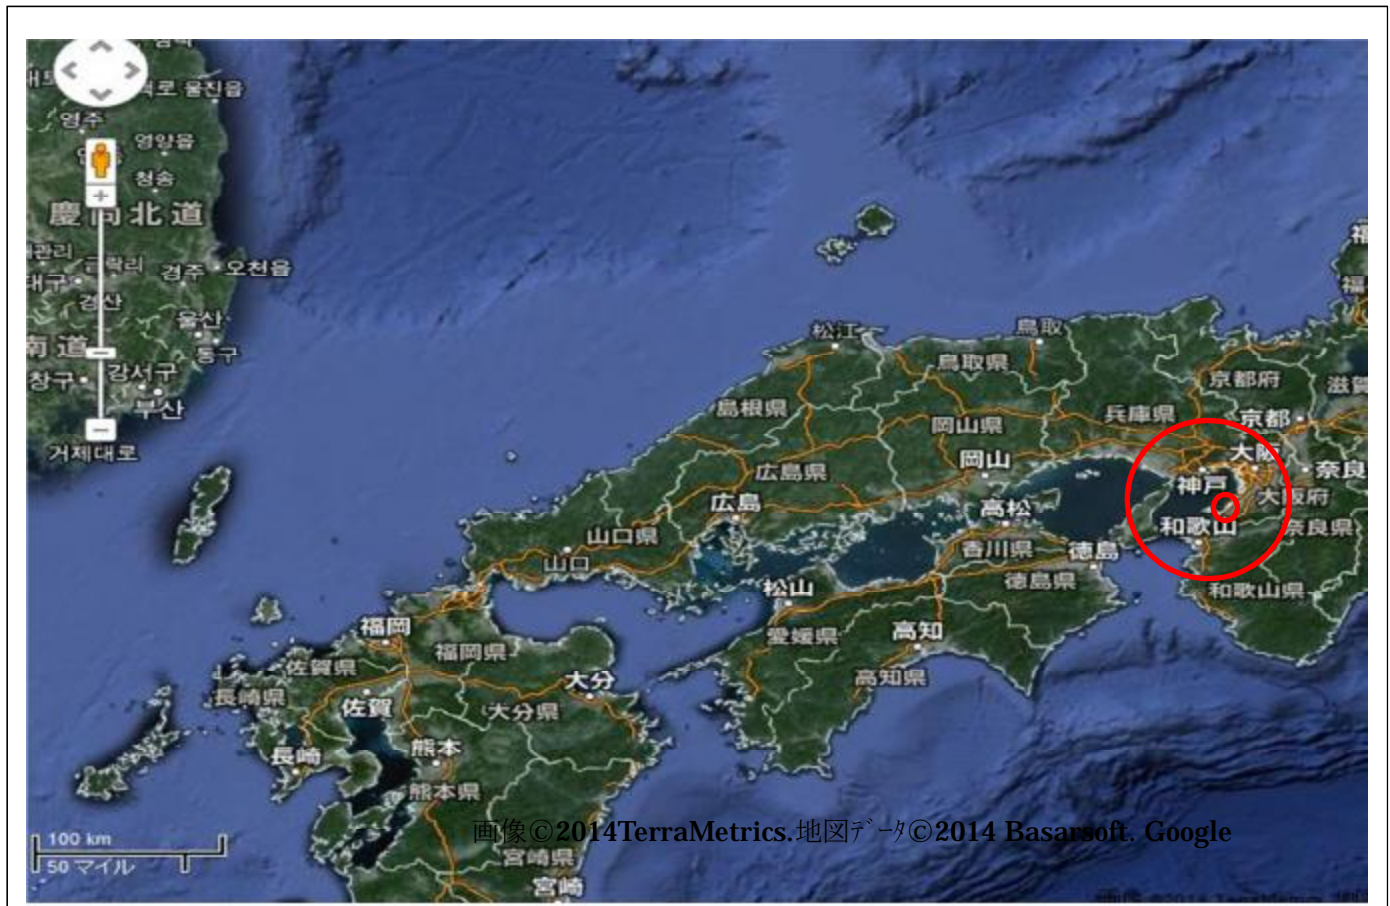 울진읍
영주
영양읍
청송
慶尚北道
경주
오천읍
경산
울산
南道
동구
창구
강서구
부산
거제대로
松江
鳥取
鳥取県
京都府
滋賀
島根県
兵庫県
京都
岡山県
大阪
広島県
岡山
奈良
神戸
大阪府
広島
高松
和歌山
奈良県
山口県
香川県
徳島
山口
徳島県
松山
和歌山県
福岡
愛媛県
高知
福岡県
佐賀県
大分
高知県
長崎県
佐賀
大分県
長崎
熊本
熊本県
画像©2014TerraMetrics.地図ﾃﾞｰﾀ©2014 Basarsoft. Google
100 km
50 マイル
宮崎県
宮崎